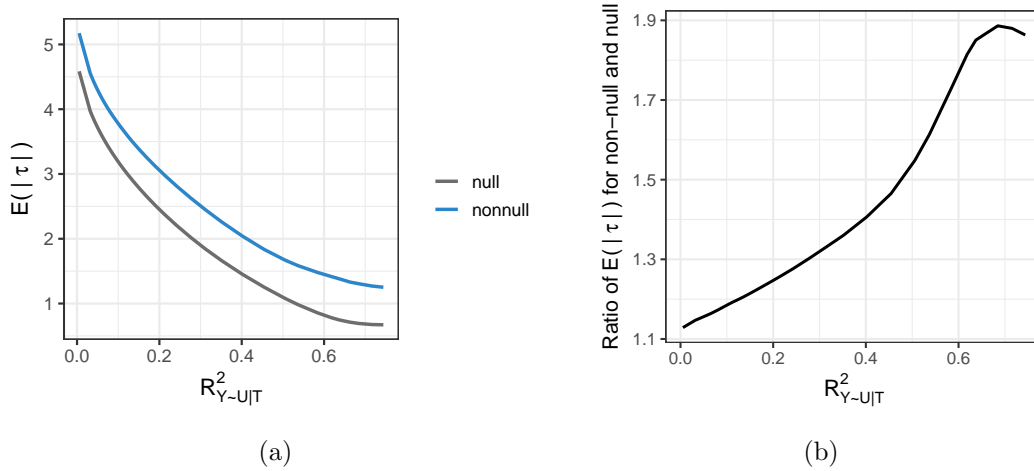 E( | τ | )
5
4
3
2
1
0.0 0.2 0.4 0.6
R²Y~U|T
(a)
null
nonnull
Ratio of E( | τ | ) for non−null and null
1.9
1.7
1.5
1.3
1.1
0.0 0.2 0.4 0.6
R²Y~U|T
(b)